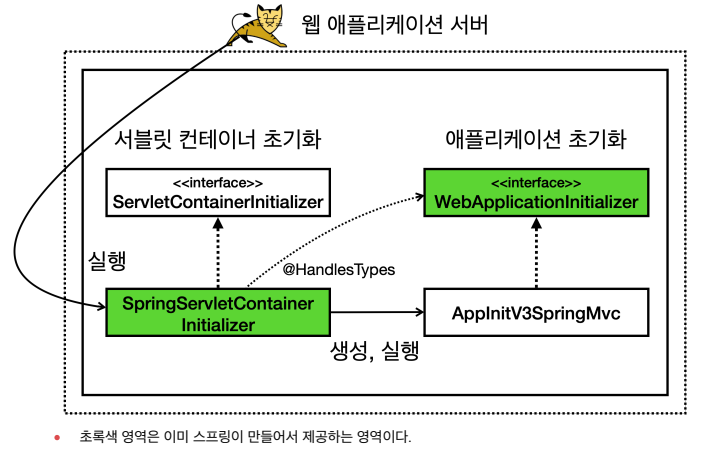 웹 애플리케이션 서버
서블릿 컨테이너 초기화
애플리케이션 초기화
<<interface>>
ServletContainerInitializer
<<interface>>
WebApplicationInitializer
실행
@HandlesTypes
SpringServletContainer
Initializer
AppInitV3SpringMvc
생성, 실행
초록색 영역은 이미 스프링이 만들어서 제공하는 영역이다.